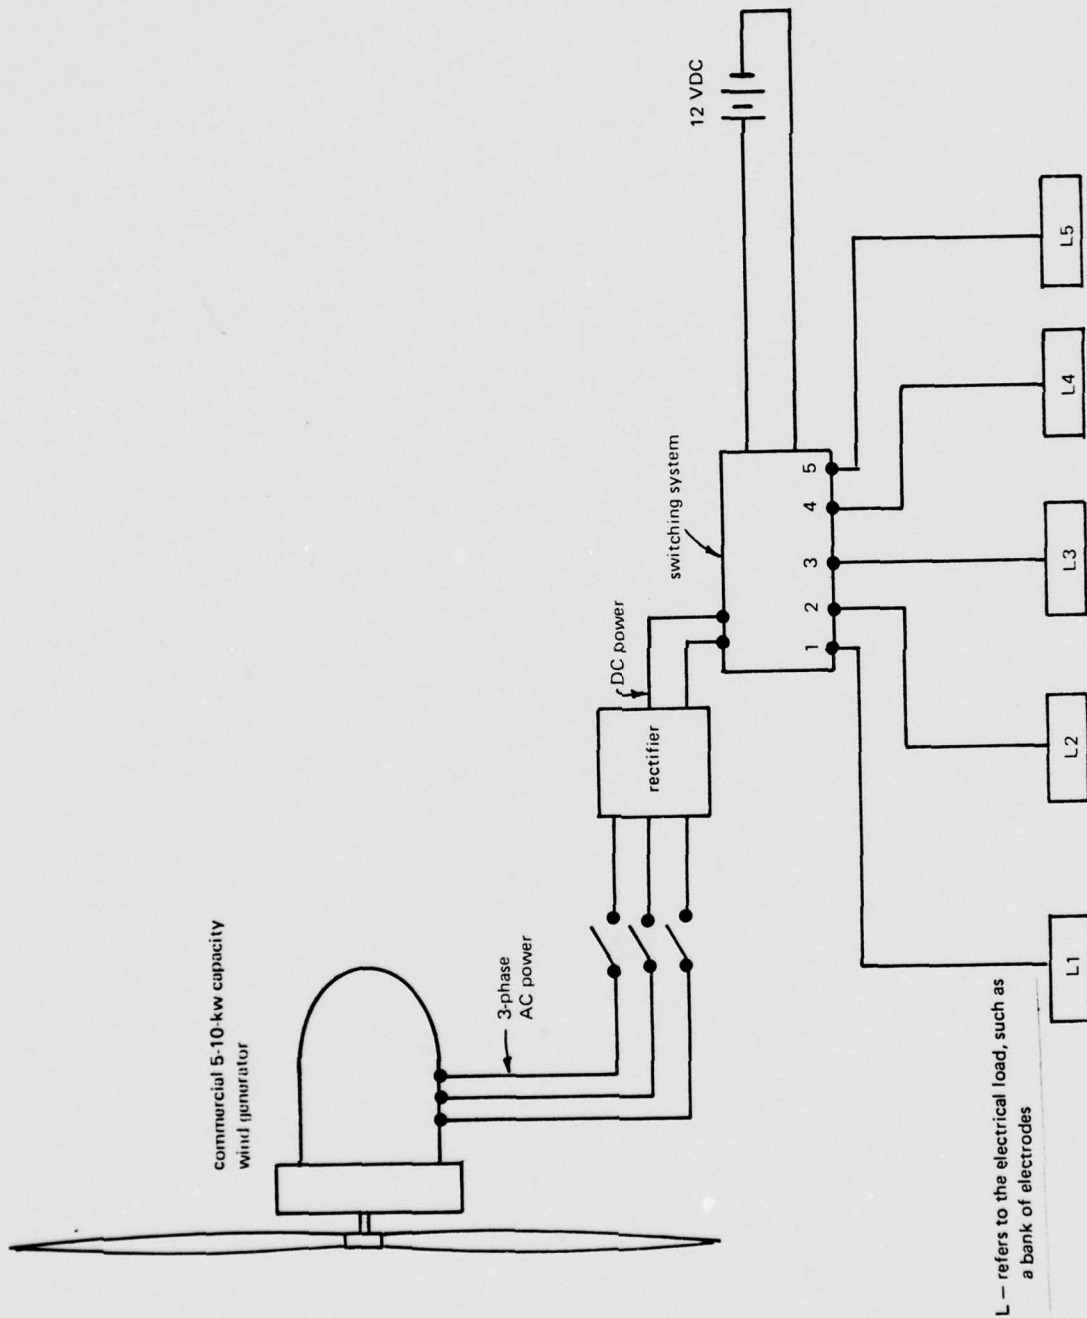 commercial 5-10-kw capacity
wind generator
3-phase
AC power
rectifier
DC power
switching system
12 VDC
1
2
3
4
5
L1
L2
L3
L4
L5
L – refers to the electrical load, such as
a bank of electrodes